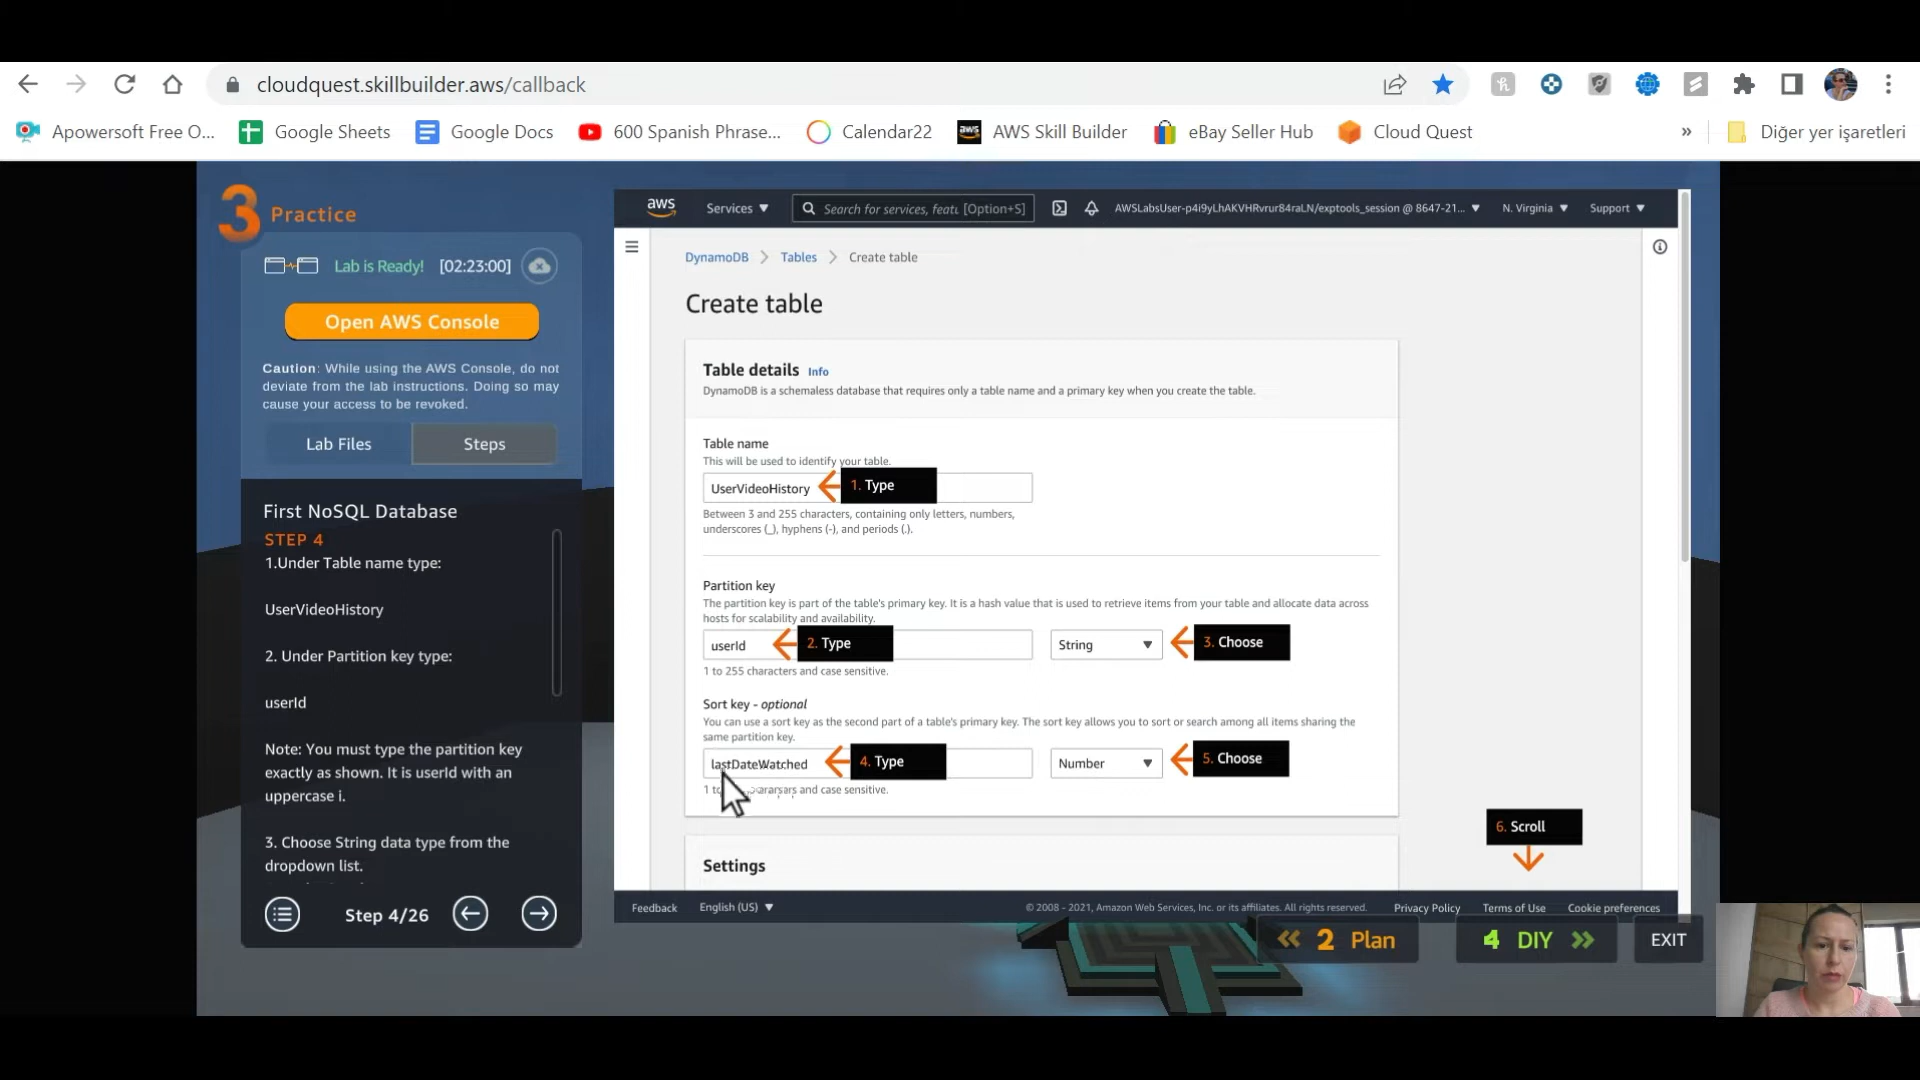 cloudquest.skillbuilder.aws/callback
Apowersoft Free O...
Google Sheets
Google Docs
600 Spanish Phrase...
Calendar22
aws
AWS Skill Builder
eBay Seller Hub
Cloud Quest
»
Diğer yer işaretleri
3 Practice
Lab is Ready! [02:23:00]
Open AWS Console
Caution: While using the AWS Console, do not
deviate from the lab instructions. Doing so may
cause your access to be revoked.
Lab Files
Steps
First NoSQL Database
STEP 4
1.Under Table name type:
UserVideoHistory
2. Under Partition key type:
userId
Note: You must type the partition key
exactly as shown. It is userId with an
uppercase i.
3. Choose String data type from the
dropdown list.
Step 4/26
aws
Services
Search for services, featu [Option+S]
AWSLabsUser-p4i9yLhAKVHRvrur84raLN/exptools_session @ 8647-21...
N. Virginia
Support
DynamoDB > Tables > Create table
Create table
Table details Info
DynamoDB is a schemaless database that requires only a table name and a primary key when you create the table.
Table name
This will be used to identify your table.
UserVideoHistory
1. Type
Between 3 and 255 characters, containing only letters, numbers,
underscores (_), hyphens (-), and periods (.).
Partition key
The partition key is part of the table's primary key. It is a hash value that is used to retrieve items from your table and allocate data across
hosts for scalability and availability.
userId
2. Type
String
3. Choose
1 to 255 characters and case sensitive.
Sort key - optional
You can use a sort key as the second part of a table's primary key. The sort key allows you to sort or search among all items sharing the
same partition key.
lastDateWatched
4. Type
Number
5. Choose
and case sensitive.
6. Scroll
Settings
Feedback
English (US)
© 2008 - 2021, Amazon Web Services, Inc. or its affiliates. All rights reserved.
Privacy Policy
Terms of Use
Cookie preferences
« 2 Plan
4 DIY »
EXIT